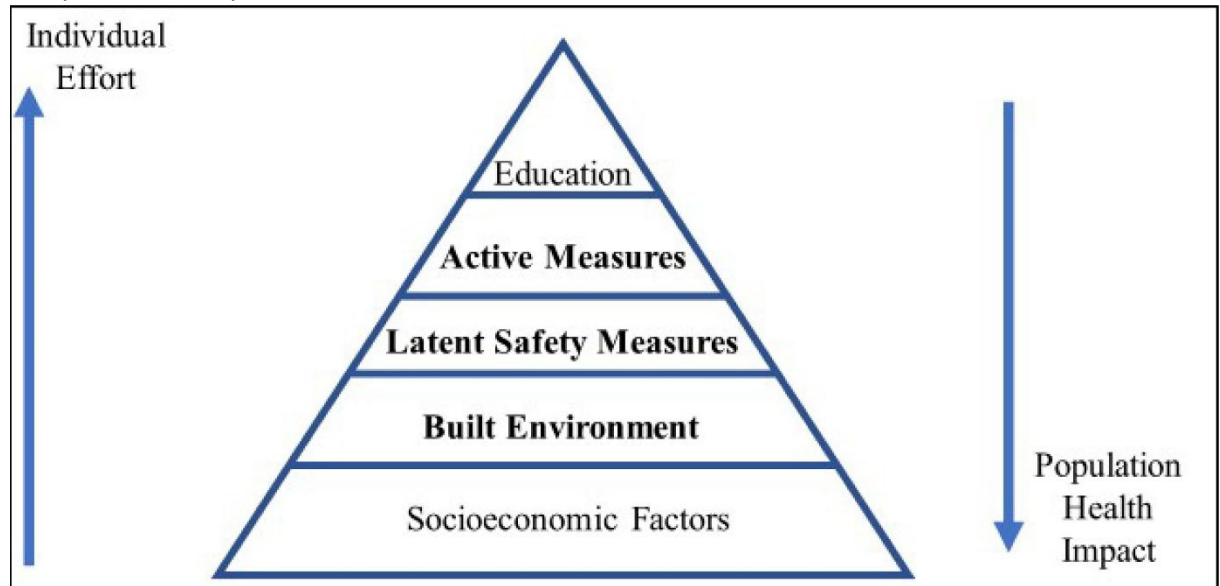 Individual
Effort
Education
Active Measures
Latent Safety Measures
Built Environment
Socioeconomic Factors
Population
Health
Impact